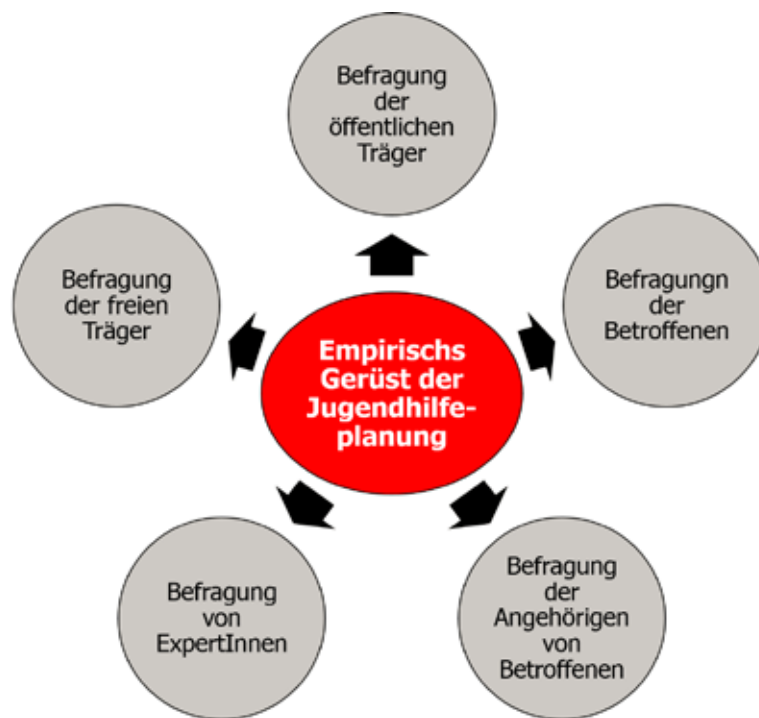 Befragung
der
öffentlichen
Träger
Befragung
der freien
Träger
Befragungn
der
Betroffenen
Empirischs
Gerüst der
Jugendhilfe-
planung
Befragung
von
ExpertInnen
Befragung
der
Angehörigen
von
Betroffenen